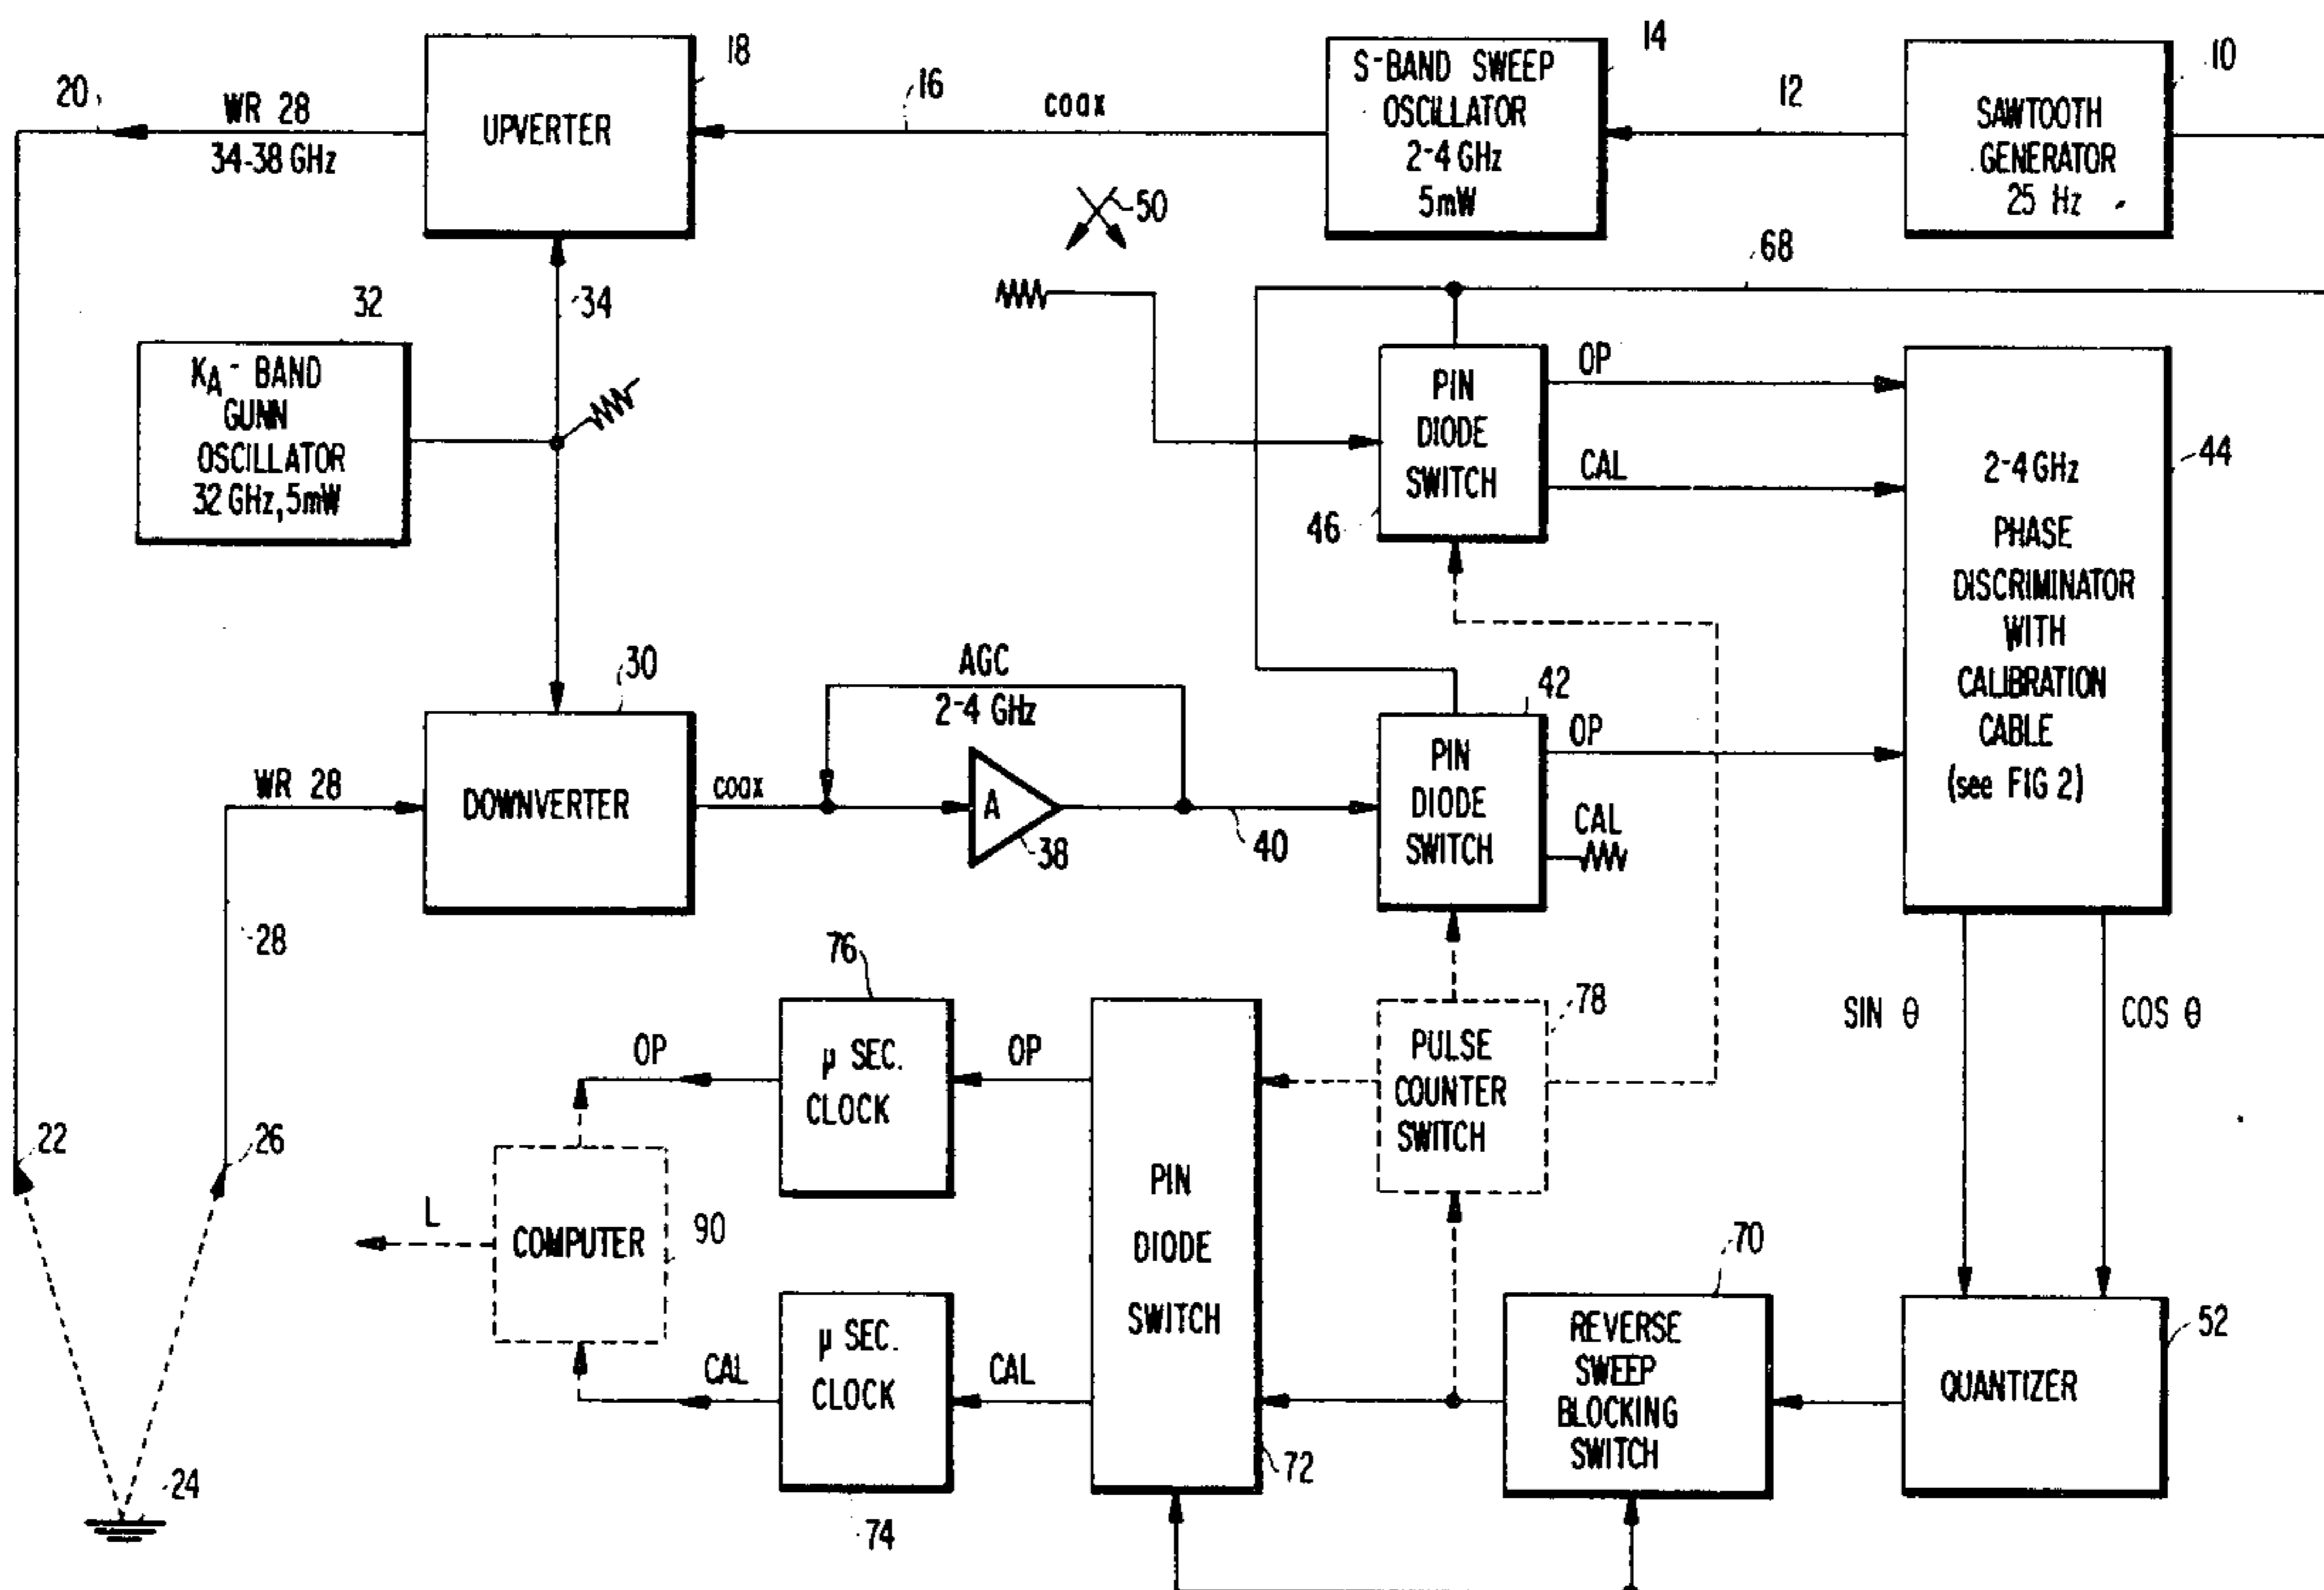 18
14
10
20
WR 28
34-38 GHz
UPVERTER
16
coax
S-BAND SWEEP
OSCILLATOR
2-4 GHz
5mW
12
SAWTOOTH
GENERATOR
25 Hz
50
68
32
34
KA - BAND
GUNN
OSCILLATOR
32 GHz, 5mW
PIN
DIODE
SWITCH
46
OP
CAL
2-4 GHz
PHASE
DISCRIMINATOR
WITH
CALIBRATION
CABLE
(see FIG 2)
44
30
AGC
2-4 GHz
42
OP
WR 28
DOWNVERTER
coax
A
38
40
PIN
DIODE
SWITCH
CAL
28
76
78
SIN θ
COS θ
OP
µ SEC.
CLOCK
OP
PULSE
COUNTER
SWITCH
22
26
L
COMPUTER
90
PIN
DIODE
SWITCH
70
CAL
µ SEC.
CLOCK
CAL
REVERSE
SWEEP
BLOCKING
SWITCH
QUANTIZER
52
24
74
72